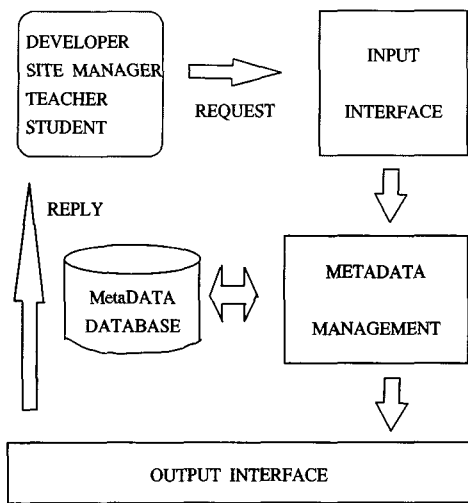 DEVELOPER
SITE MANAGER
TEACHER
STUDENT
REQUEST
INPUT
INTERFACE
REPLY
MetaDATA
DATABASE
METADATA
MANAGEMENT
OUTPUT INTERFACE